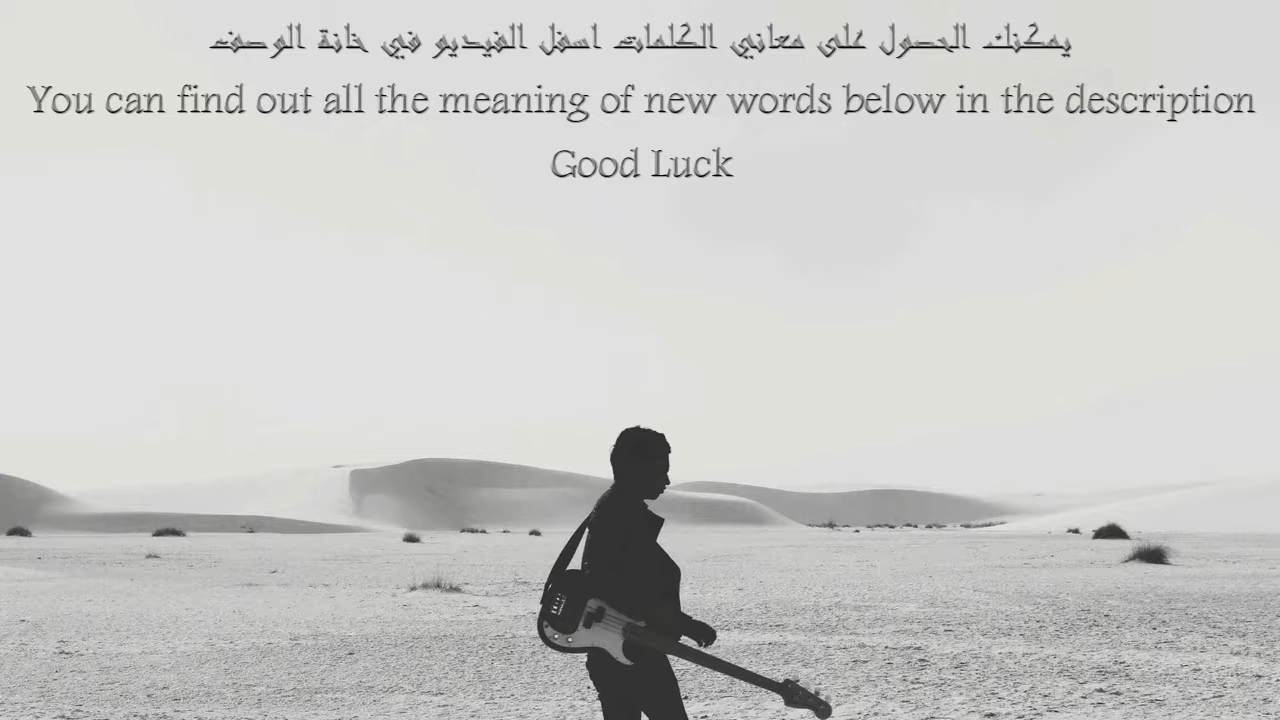 يمكنك الحصول على معاني الكلمات اسفل الفيديو في خانة الوصف
You can find out all the meaning of new words below in the description
Good Luck